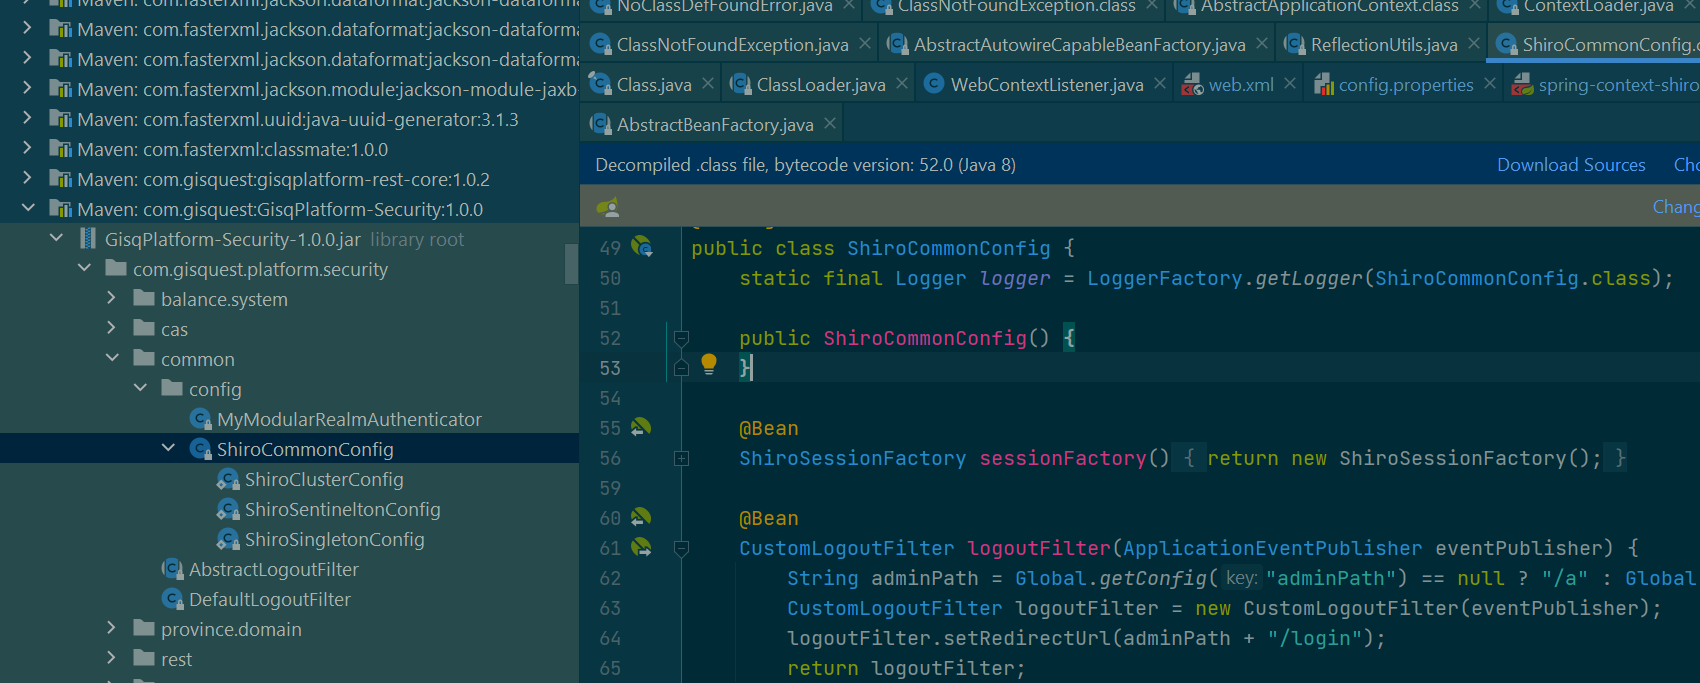 com.fasterxml.jackson.dataformat:jackson-dataforma
Maven: com.fasterxml.jackson.dataformat:jackson-dataforma
Maven: com.fasterxml.jackson.dataformat:jackson-dataforma
Maven: com.fasterxml.jackson.module:jackson-module-jaxb-
Maven: com.fasterxml.uuid:java-uuid-generator:3.1.3
Maven: com.fasterxml:classmate:1.0.0
Maven: com.gisquest:gisqplatform-rest-core:1.0.2
Maven: com.gisquest:GisqPlatform-Security:1.0.0
GisqPlatform-Security-1.0.0.jar library root
com.gisquest.platform.security
balance.system
cas
common
config
MyModularRealmAuthenticator
ShiroCommonConfig
ShiroClusterConfig
ShiroSentineltonConfig
ShiroSingletonConfig
AbstractLogoutFilter
DefaultLogoutFilter
province.domain
rest
NoClassDefFoundError.java ClassNotFoundException.class AbstractApplicationContext.class ContextLoader.java
ClassNotFoundException.java AbstractAutowireCapableBeanFactory.java ReflectionUtils.java ShiroCommonConfig.c
Class.java ClassLoader.java WebContextListener.java web.xml config.properties spring-context-shiro
AbstractBeanFactory.java
Decompiled .class file, bytecode version: 52.0 (Java 8) Download Sources Cho
Chang
49 public class ShiroCommonConfig {
50 static final Logger logger = LoggerFactory.getLogger(ShiroCommonConfig.class);
51
52 public ShiroCommonConfig() {
53 }
54
55 @Bean
56 ShiroSessionFactory sessionFactory() { return new ShiroSessionFactory(); }
59
60 @Bean
61 CustomLogoutFilter logoutFilter(ApplicationEventPublisher eventPublisher) {
62 String adminPath = Global.getConfig( key: "adminPath") == null ? "/a" : Global
63 CustomLogoutFilter logoutFilter = new CustomLogoutFilter(eventPublisher);
64 logoutFilter.setRedirectUrl(adminPath + "/login");
65 return logoutFilter;